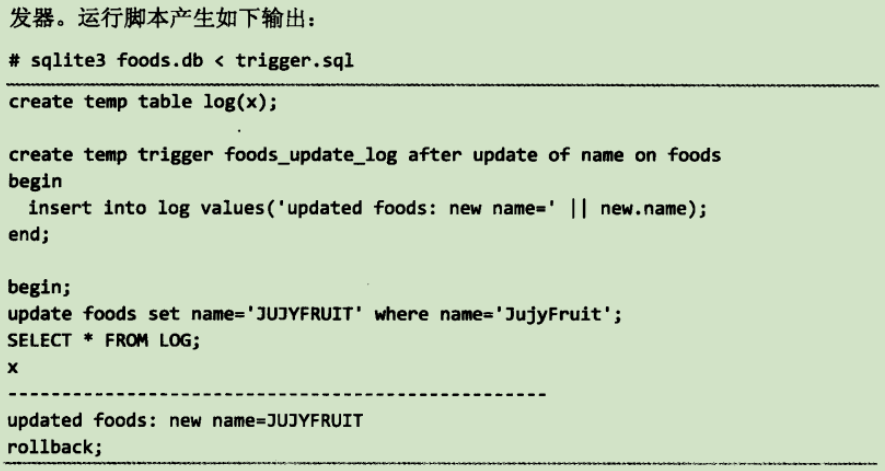 发器。运行脚本产生如下输出：
# sqlite3 foods.db < trigger.sql
create temp table log(x);
create temp trigger foods_update_log after update of name on foods
begin
  insert into log values('updated foods: new name=' || new.name);
end;
begin;
update foods set name='JUJYFRUIT' where name='JujyFruit';
SELECT * FROM LOG;
x
--------------------------------------------------
updated foods: new name=JUJYFRUIT
rollback;